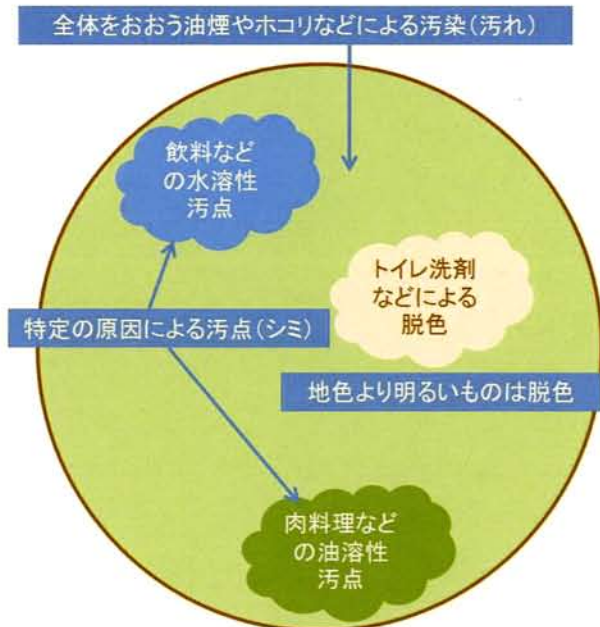 全体をおおう油煙やホコリなどによる汚染(汚れ)
飲料など
の水溶性
汚点
トイレ洗剤
などによる
脱色
特定の原因による汚点(シミ)
地色より明るいものは脱色
肉料理など
の油溶性
汚点